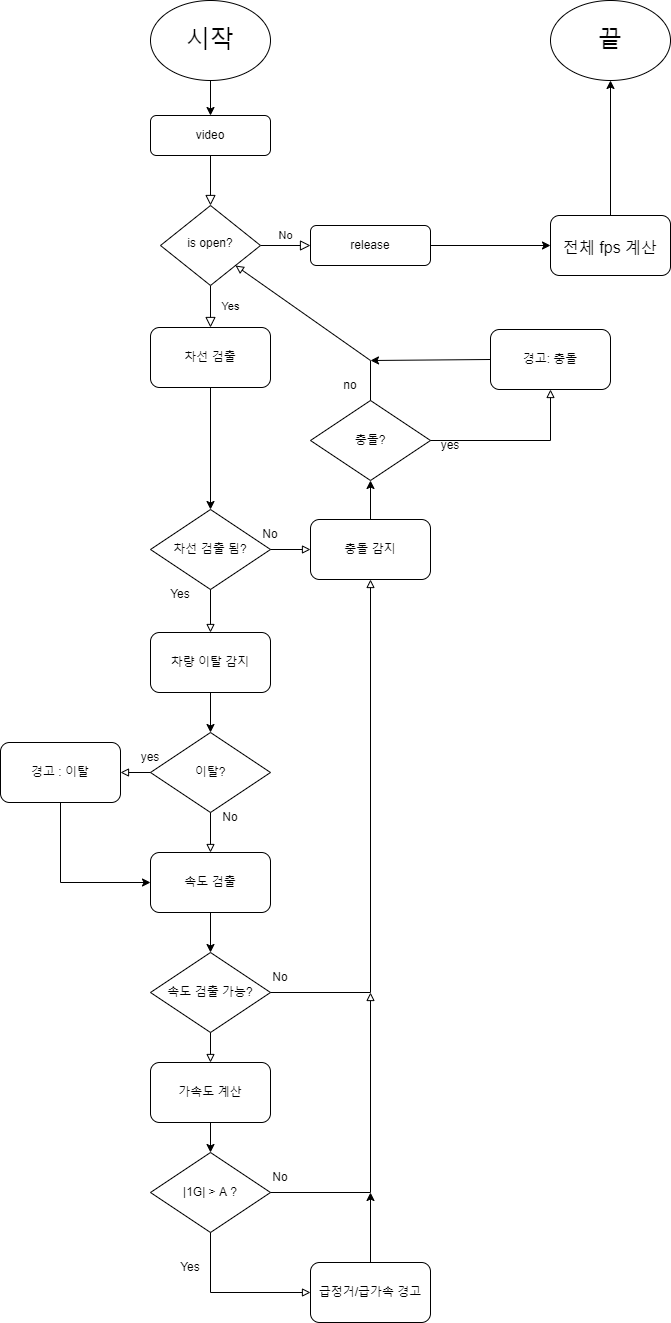 시작
끝
video
is open?
No
release
전체 fps 계산
Yes
차선 검출
경고: 충돌
no
충돌?
yes
차선 검출 됨?
No
충돌 감지
Yes
차량 이탈 감지
경고 : 이탈
yes
이탈?
No
속도 검출
속도 검출 가능?
No
가속도 계산
|1G| > A ?
No
Yes
급정거/급가속 경고